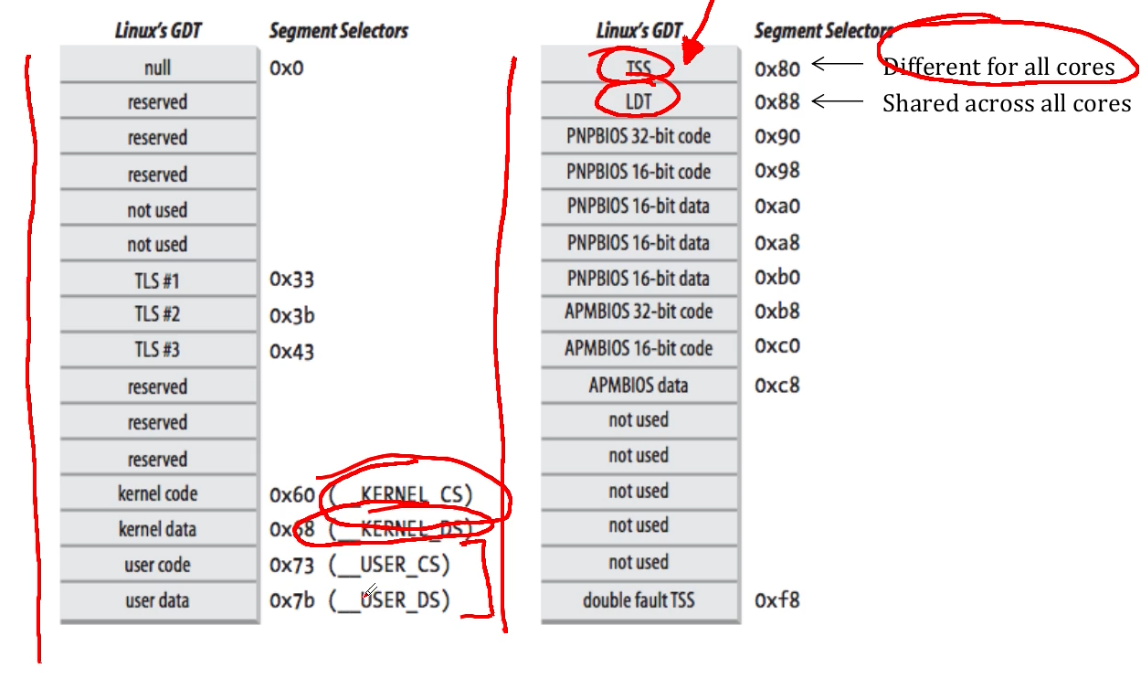 Linux's GDT Segment Selectors
null 0x0
reserved
reserved
reserved
not used
not used
TLS #1 0x33
TLS #2 0x3b
TLS #3 0x43
reserved
reserved
reserved
kernel code 0x60 (__KERNEL_CS)
kernel data 0x68 (__KERNEL_DS)
user code 0x73 (__USER_CS)
user data 0x7b (__USER_DS)
Linux's GDT Segment Selectors
TSS 0x80 Different for all cores
LDT 0x88 Shared across all cores
PNPBIOS 32-bit code 0x90
PNPBIOS 16-bit code 0x98
PNPBIOS 16-bit data 0xa0
PNPBIOS 16-bit data 0xa8
PNPBIOS 16-bit data 0xb0
APMBIOS 32-bit code 0xb8
APMBIOS 16-bit code 0xc0
APMBIOS data 0xc8
not used
not used
not used
not used
not used
double fault TSS 0xf8